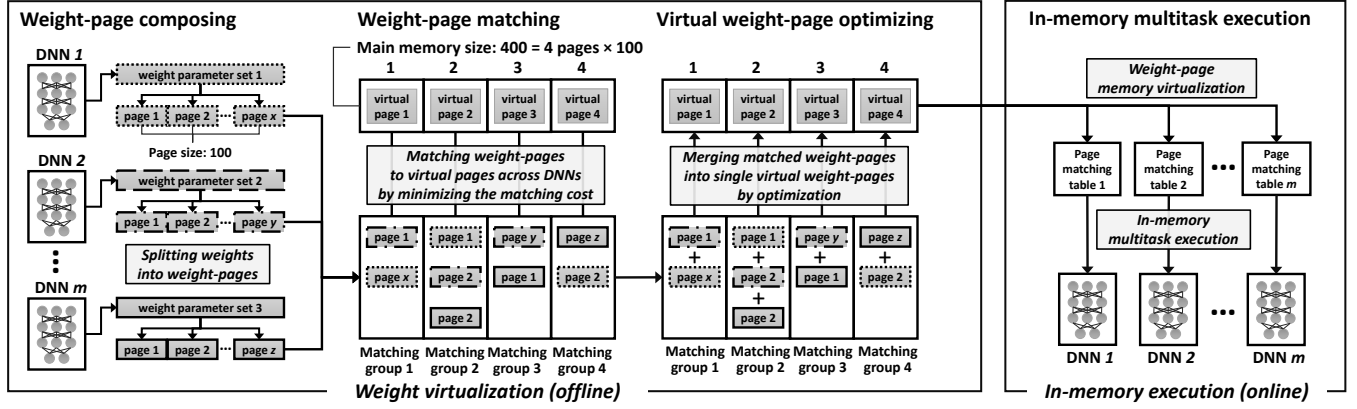 Weight-page composing
DNN 1
weight parameter set 1
page 1 page 2 ... page x
Page size: 100
DNN 2
weight parameter set 2
page 1 page 2 ... page y
Splitting weights
into weight-pages
DNN m
weight parameter set 3
page 1 page 2 ... page z
Weight-page matching
Main memory size: 400 = 4 pages × 100
1 2 3 4
virtual page 1
virtual page 2
virtual page 3
virtual page 4
Matching weight-pages
to virtual pages across DNNs
by minimizing the matching cost
page 1 page 1 page y page z
page x page 2 page 1 page 2
page 2
Matching group 1
Matching group 2
Matching group 3
Matching group 4
Virtual weight-page optimizing
1 2 3 4
virtual page 1
virtual page 2
virtual page 3
virtual page 4
Merging matched weight-pages
into single virtual weight-pages
by optimization
page 1 page 1 page y page z
+ + + +
page x page 2 page 1 page 2
+
page 2
Matching group 1
Matching group 2
Matching group 3
Matching group 4
Weight virtualization (offline)
In-memory multitask execution
Weight-page
memory virtualization
Page matching table 1
Page matching table 2
...
Page matching table m
In-memory
multitask execution
...
DNN 1 DNN 2 DNN m
In-memory execution (online)